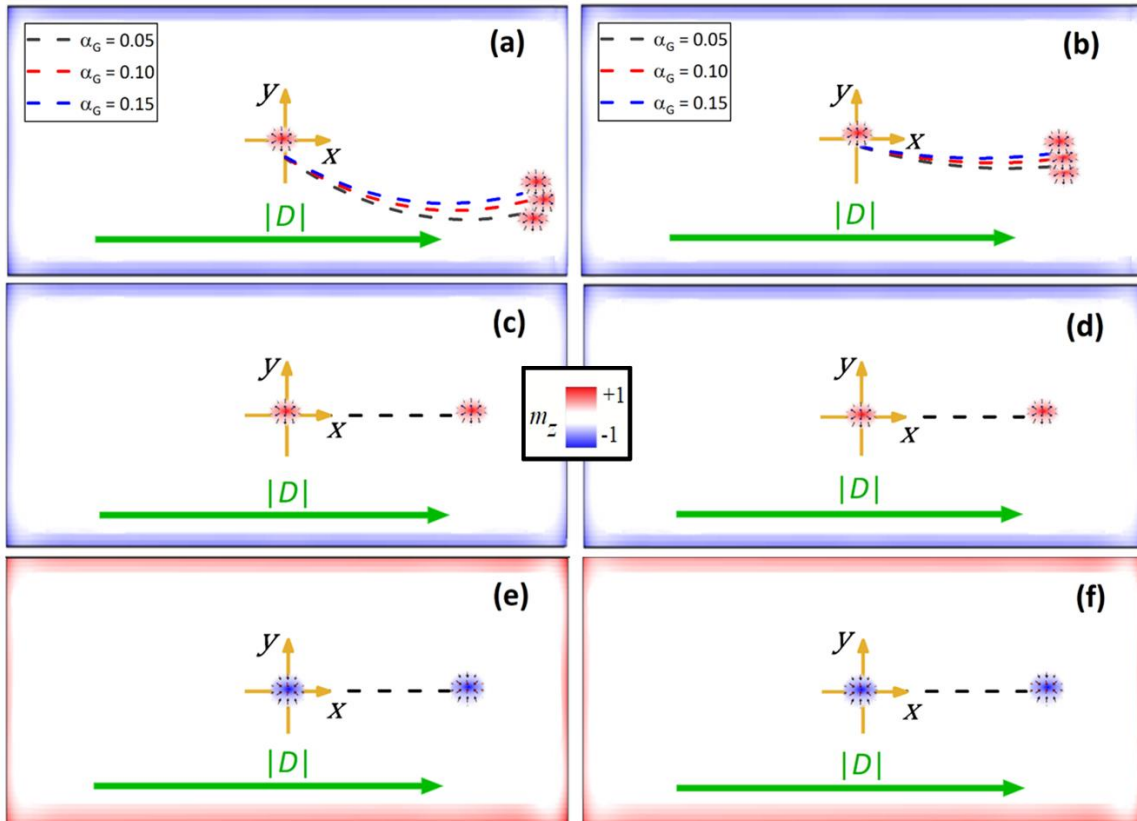 (a)
α_G = 0.05
α_G = 0.10
α_G = 0.15
y
x
|D|
(b)
α_G = 0.05
α_G = 0.10
α_G = 0.15
y
x
|D|
(c)
y
x
|D|
(d)
y
x
|D|
m_z
+1
-1
(e)
y
x
|D|
(f)
y
x
|D|